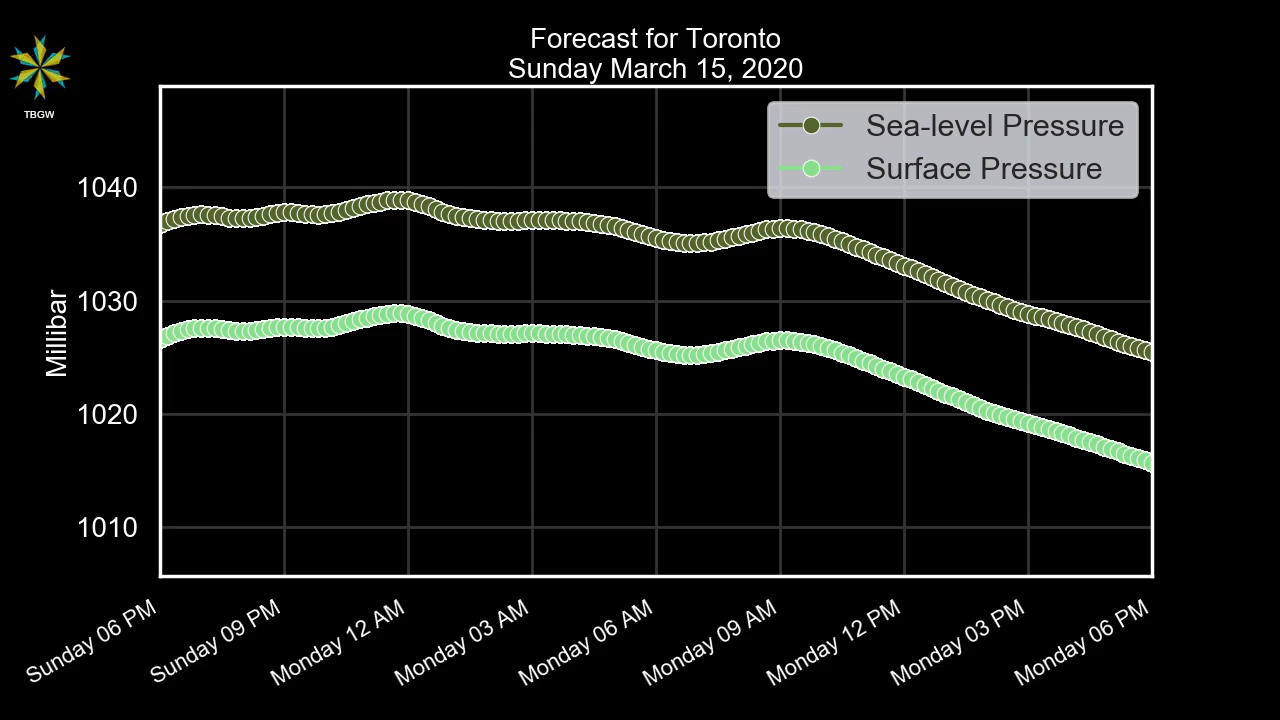 Forecast for Toronto
Sunday March 15, 2020
TBGW
Sea-level Pressure
Surface Pressure
Millibar
1040
1030
1020
1010
Sunday 06 PM
Sunday 09 PM
Monday 12 AM
Monday 03 AM
Monday 06 AM
Monday 09 AM
Monday 12 PM
Monday 03 PM
Monday 06 PM